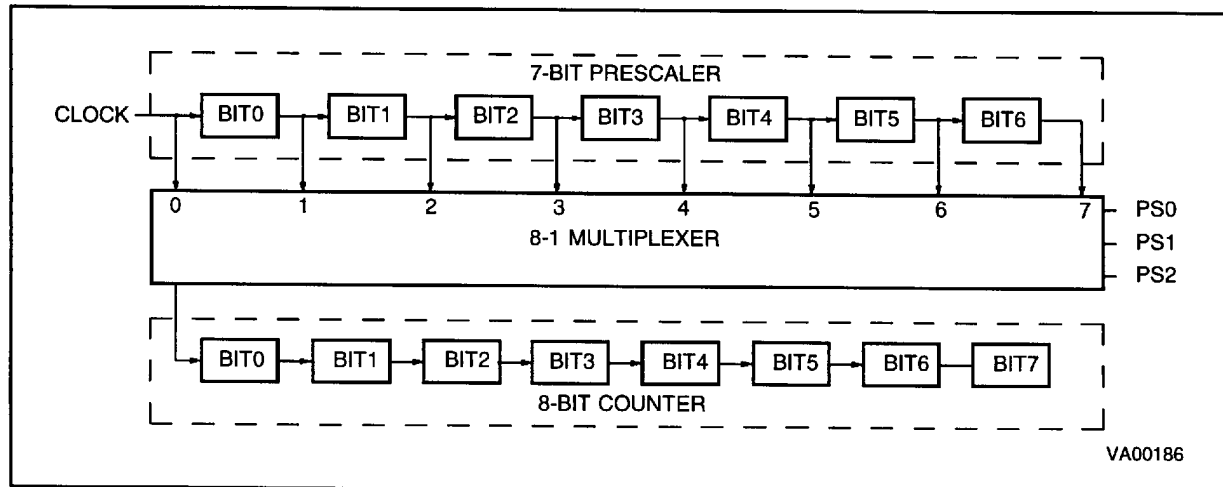 7-BIT PRESCALER
CLOCK BIT0 BIT1 BIT2 BIT3 BIT4 BIT5 BIT6
0 1 2 3 4 5 6 7
PS0
8-1 MULTIPLEXER
PS1
PS2
BIT0 BIT1 BIT2 BIT3 BIT4 BIT5 BIT6 BIT7
8-BIT COUNTER
VA00186